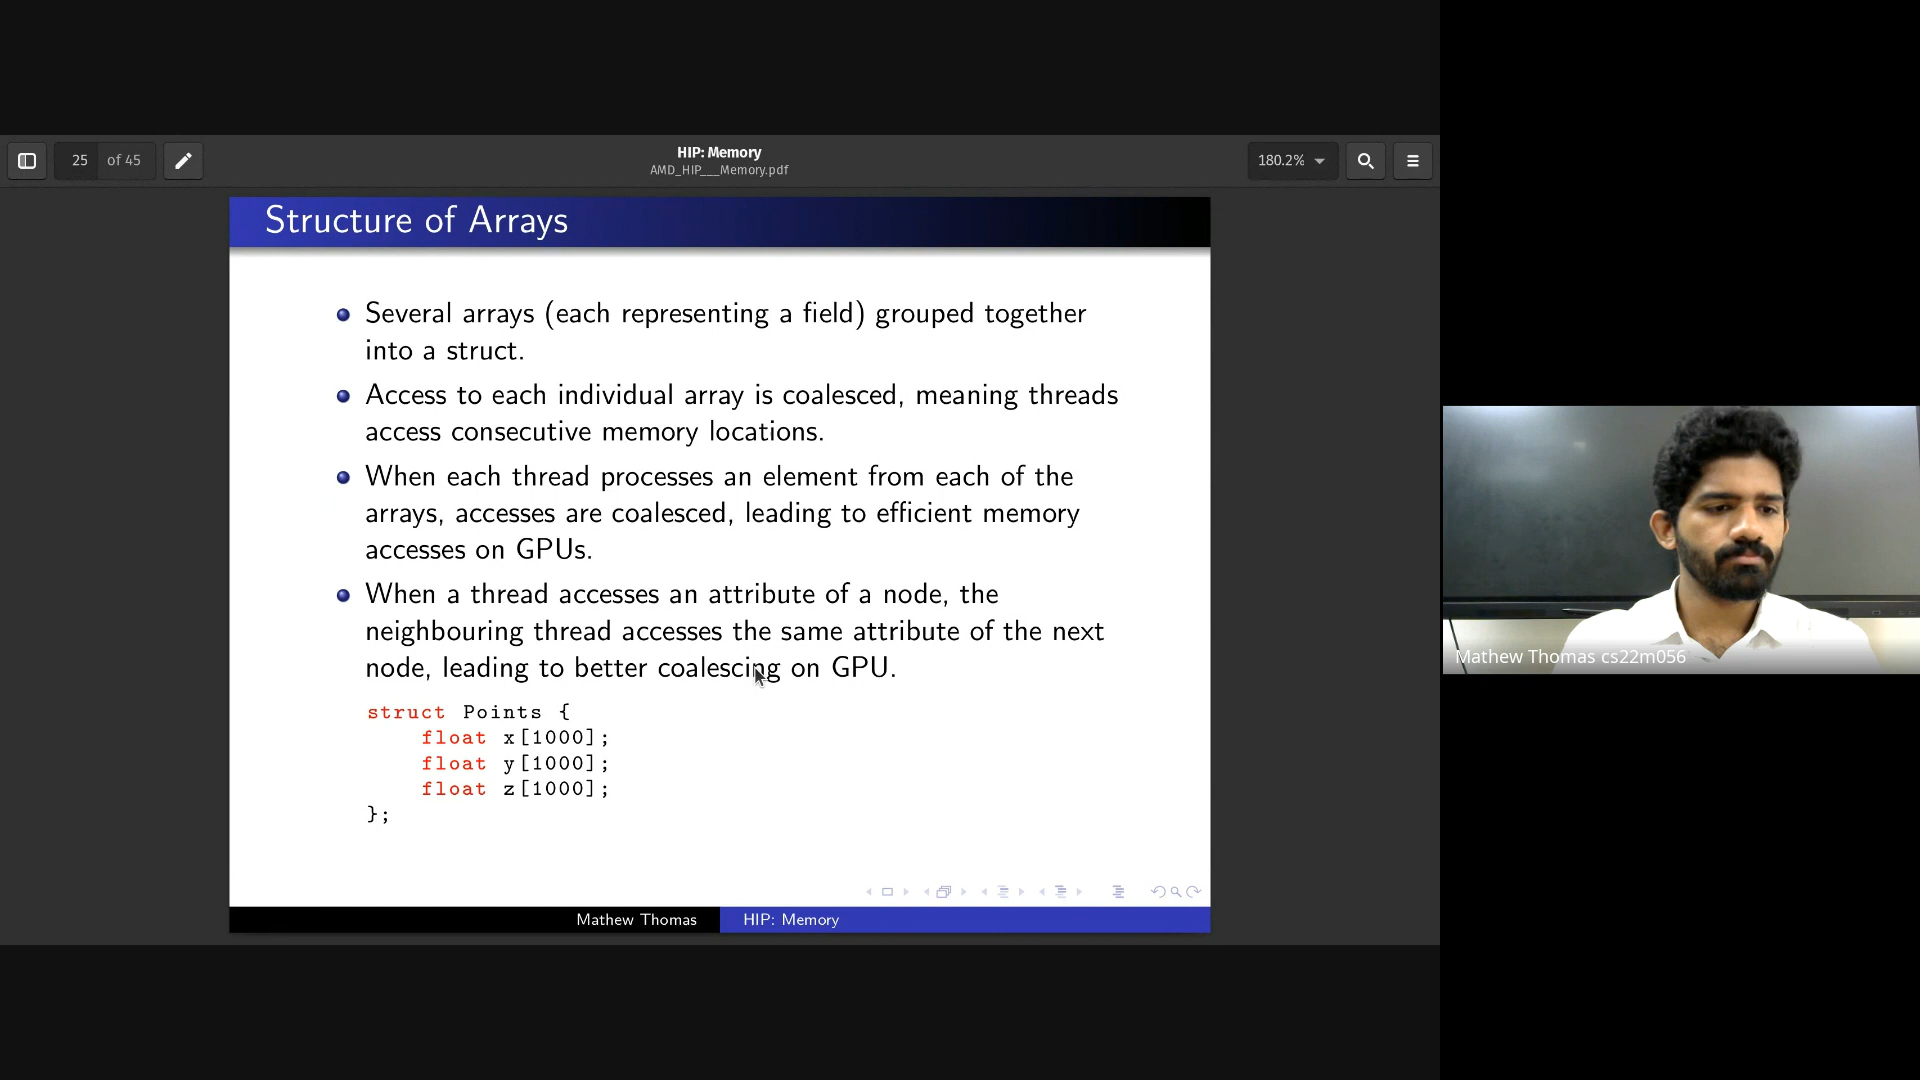 25 of 45
HIP: Memory
AMD_HIP___Memory.pdf
180.2%
Structure of Arrays
Several arrays (each representing a field) grouped together
into a struct.
Access to each individual array is coalesced, meaning threads
access consecutive memory locations.
When each thread processes an element from each of the
arrays, accesses are coalesced, leading to efficient memory
accesses on GPUs.
When a thread accesses an attribute of a node, the
neighbouring thread accesses the same attribute of the next
node, leading to better coalescing on GPU.
struct Points {
float x[1000];
float y[1000];
float z[1000];
};
Mathew Thomas HIP: Memory
Mathew Thomas cs22m056